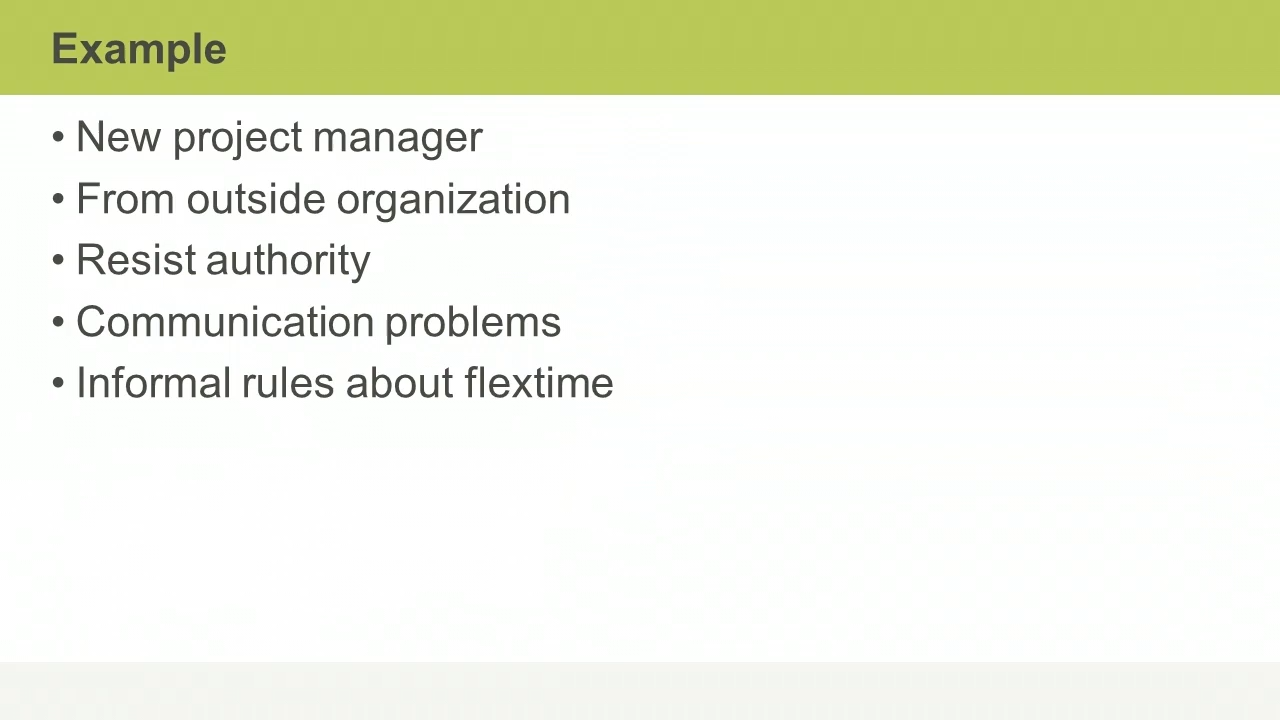 Example
• New project manager
• From outside organization
• Resist authority
• Communication problems
• Informal rules about flextime